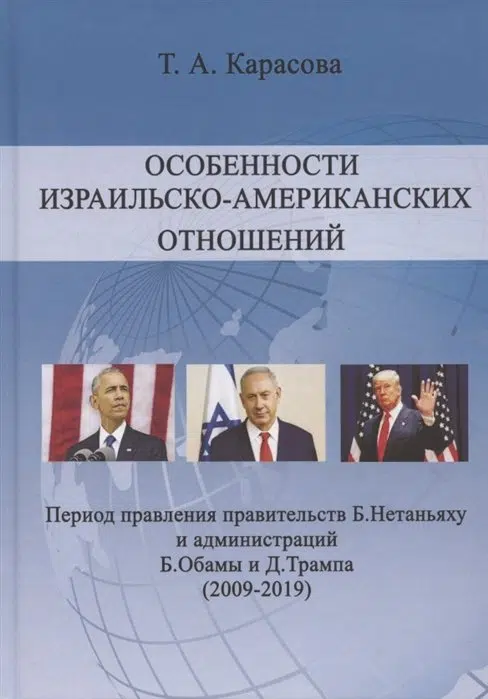 Т. А. Карасова
ОСОБЕННОСТИ
ИЗРАИЛЬСКО-АМЕРИКАНСКИХ
ОТНОШЕНИЙ
Период правления правительств Б.Нетаньяху
и администраций
Б.Обамы и Д.Трампа
(2009-2019)